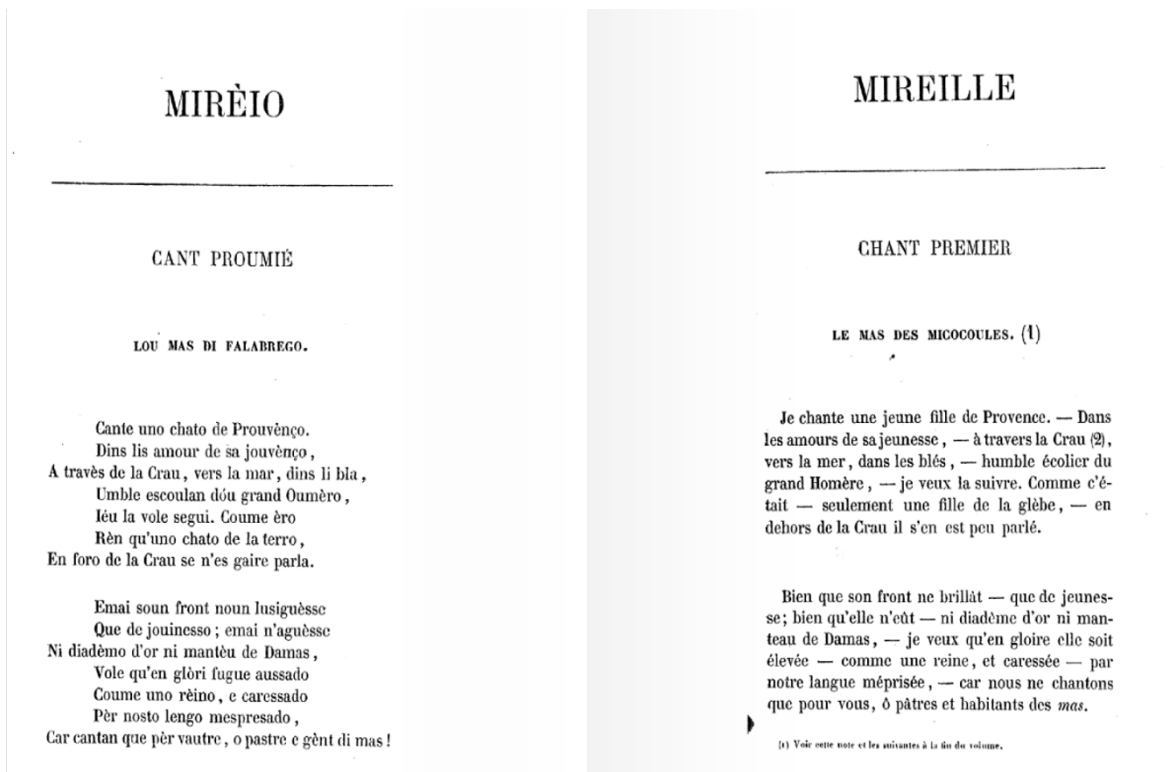 MIRÈIO
CANT PROUMIÉ
LOU MAS DI FALABREGO.
Cante uno chato de Prouvènço.
Dins lis amour de sa jouvènço,
A travès de la Crau, vers la mar, dins li bla,
Umble escoulan dóu grand Oumèro,
Iéu la vole segui. Coume èro
Rèn qu'uno chato de la terro,
En foro de la Crau se n'es gaire parla.
Emai soun front noun lusiguèsse
Que de jouinesso; emai n'aguèsse
Ni diadèmo d'or ni mantèu de Damas,
Vole qu'en glòri fugue aussado
Coume uno rèino, e caressado
Pèr nosto lengo mespresado,
Car cantan que pèr vautre, o pastre e gènt di mas!
MIREILLE
CHANT PREMIER
LE MAS DES MICOCOULES. (1)
Je chante une jeune fille de Provence. — Dans
les amours de sa jeunesse, — à travers la Crau (2),
vers la mer, dans les blés, — humble écolier du
grand Homère, — je veux la suivre. Comme c'é-
tait — seulement une fille de la glèbe, — en
dehors de la Crau il s'en est peu parlé.
Bien que son front ne brillât — que de jeunes-
se; bien qu'elle n'eût — ni diadème d'or ni man-
teau de Damas, — je veux qu'en gloire elle soit
élevée — comme une reine, et caressée — par
notre langue méprisée, — car nous ne chantons
que pour vous, ô pâtres et habitants des mas.
(1) Voir cette note et les suivantes à la fin du volume.